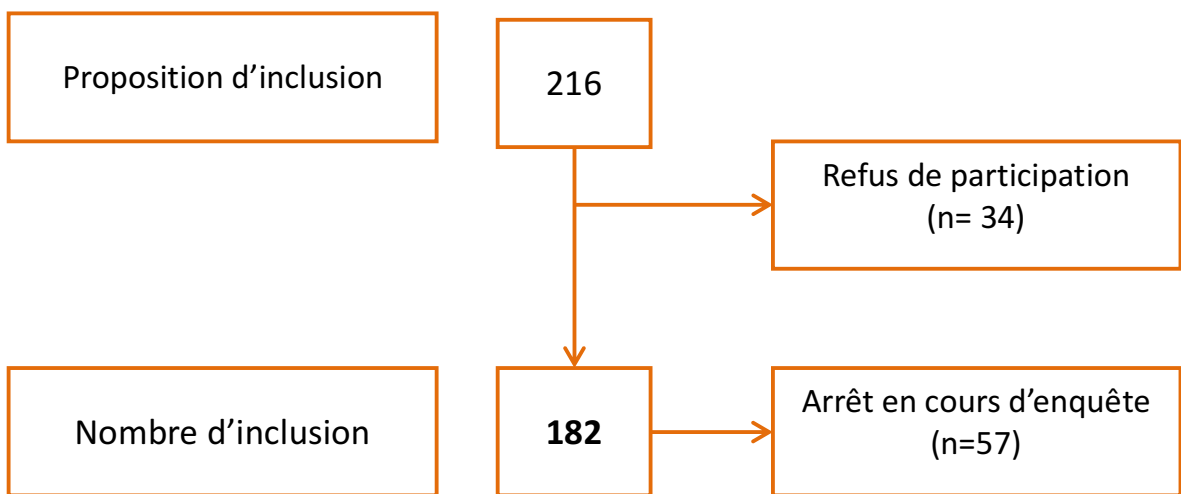 Proposition d’inclusion
216
Refus de participation
(n= 34)
Nombre d’inclusion
182
Arrêt en cours d’enquête
(n=57)